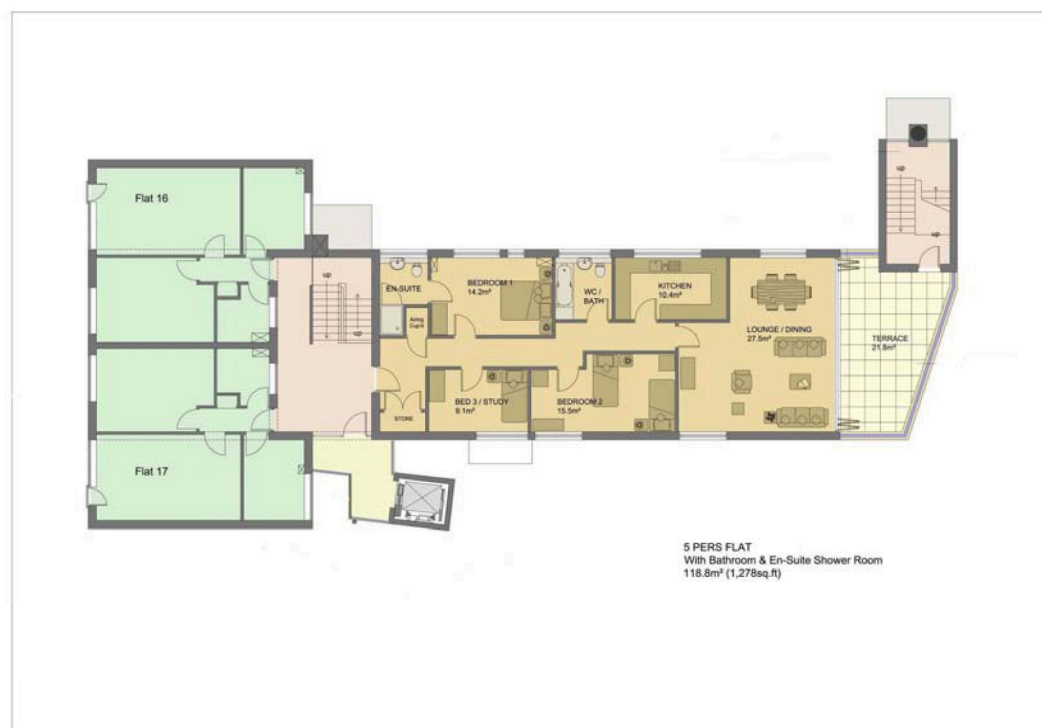 up
Flat 16
up
up
EN-SUITE
BEDROOM 1
14.2m²
WC /
BATH
KITCHEN
10.4m²
Airing
Cuprd
LOUNGE / DINING
27.5m²
TERRACE
21.8m²
BED 3 / STUDY
9.1m²
BEDROOM 2
15.5m²
STORE
Flat 17
5 PERS FLAT
With Bathroom & En-Suite Shower Room
118.8m² (1,278sq.ft)